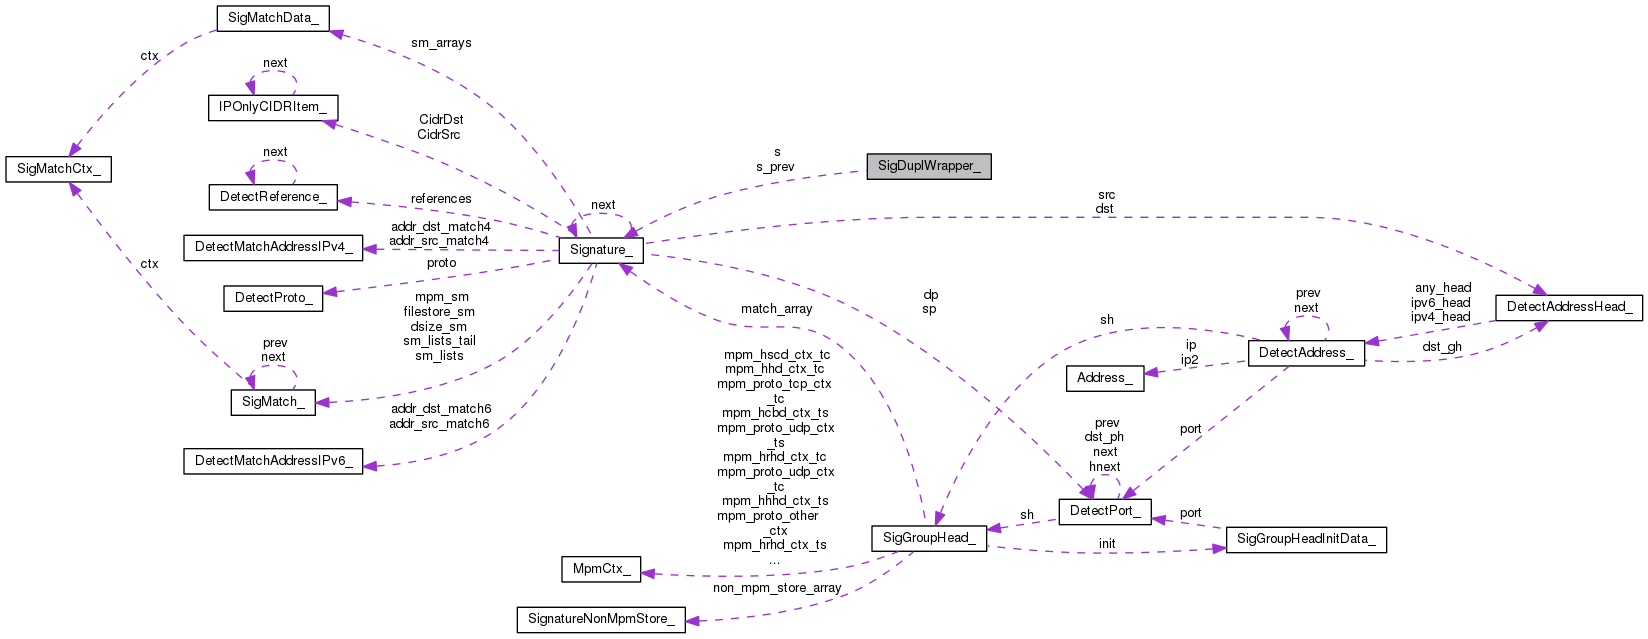 SigMatchData_
sm_arrays
ctx
next
IPOnlyCIDRItem_
CidrDst
CidrSrc
SigMatchCtx_
next
DetectReference_
references
s
s_prev
SigDuplWrapper_
src
dst
next
Signature_
addr_dst_match4
addr_src_match4
DetectMatchAddressIPv4_
proto
DetectProto_
ctx
mpm_sm
filestore_sm
dsize_sm
sm_lists_tail
sm_lists
prev
next
SigMatch_
addr_dst_match6
addr_src_match6
DetectMatchAddressIPv6_
dp
sp
match_array
sh
prev
next
any_head
ipv6_head
ipv4_head
DetectAddressHead_
DetectAddress_
dst_gh
ip
ip2
Address_
port
mpm_hscd_ctx_tc
mpm_hhd_ctx_tc
mpm_proto_tcp_ctx
_tc
mpm_hcbd_ctx_ts
mpm_proto_udp_ctx
_ts
mpm_hrhd_ctx_tc
mpm_proto_udp_ctx
_tc
mpm_hhhd_ctx_ts
mpm_proto_other
_ctx
mpm_hrhd_ctx_ts
...
prev
dst_ph
next
hnext
DetectPort_
sh
port
SigGroupHead_
init
SigGroupHeadInitData_
MpmCtx_
non_mpm_store_array
SignatureNonMpmStore_